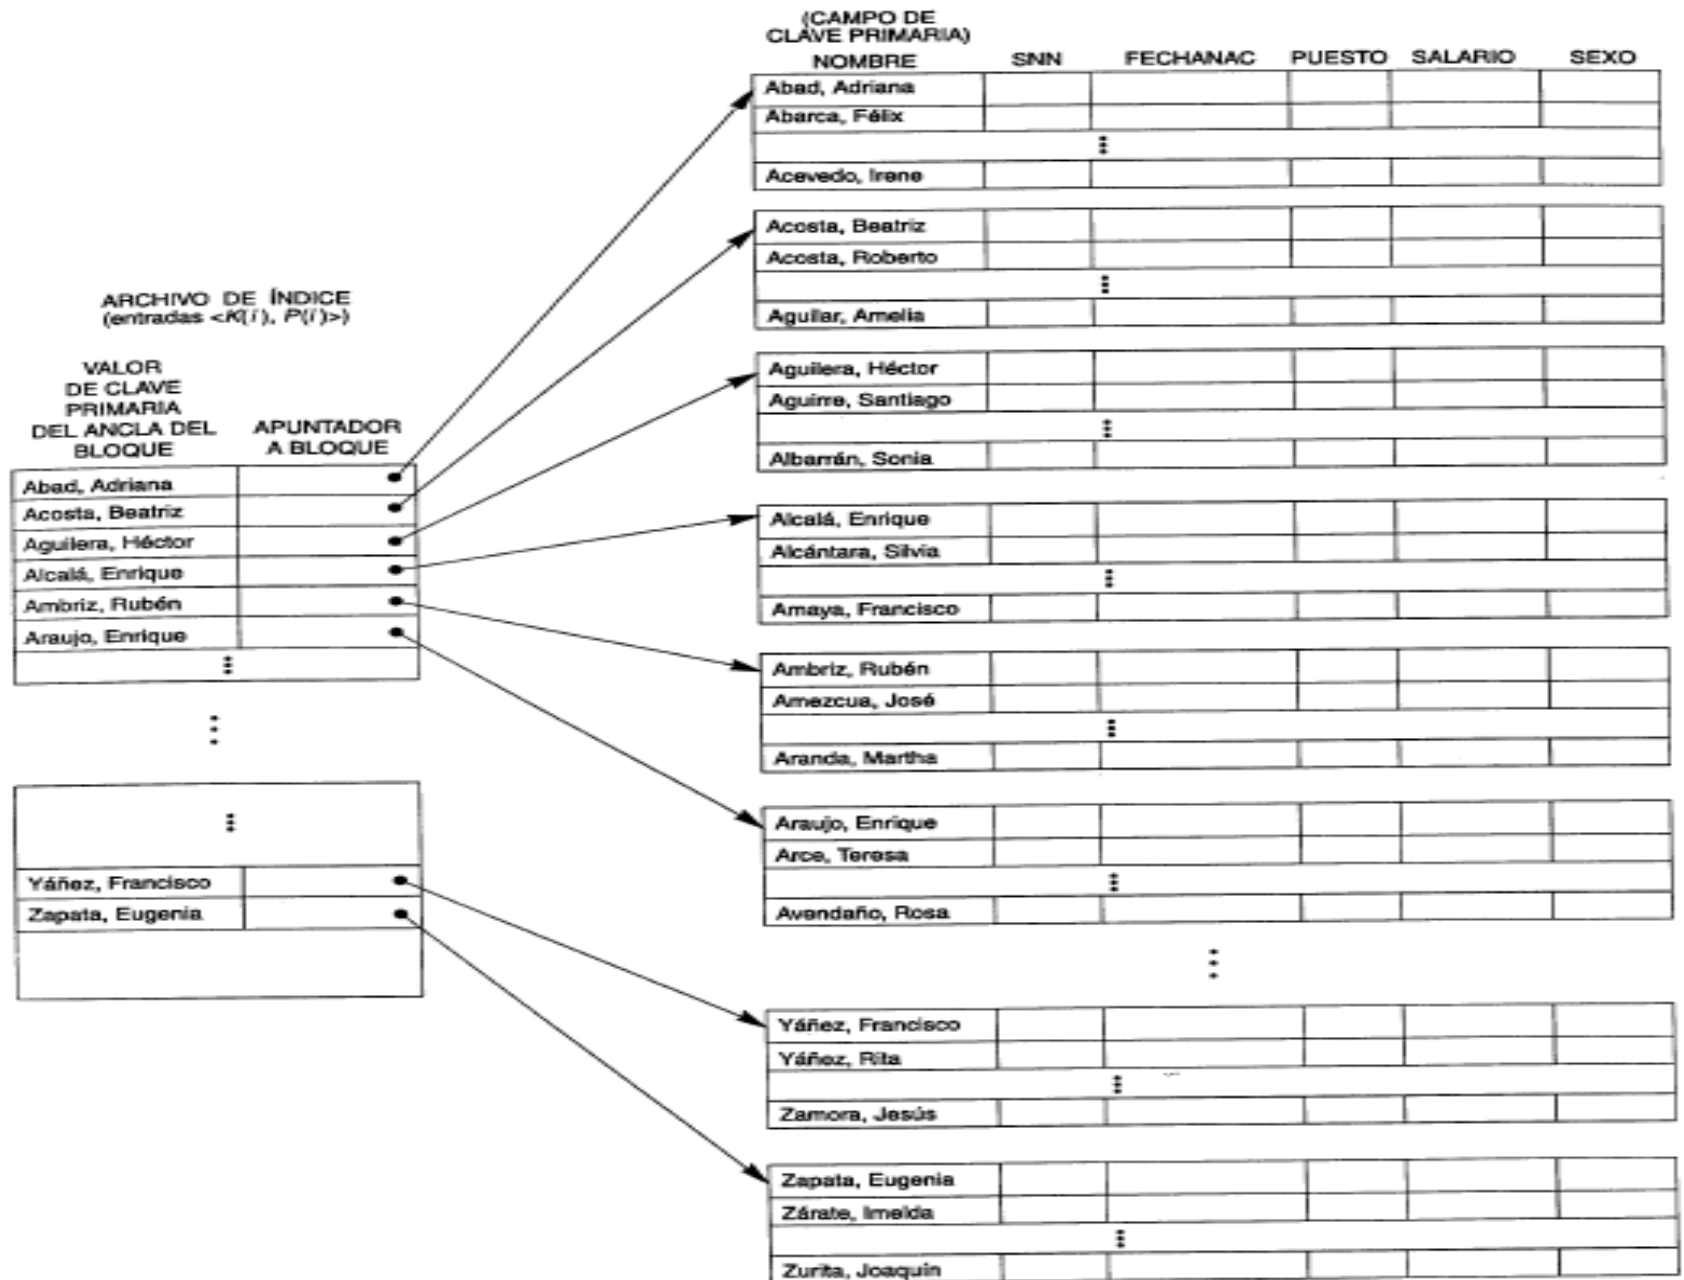 (CAMPO DE
CLAVE PRIMARIA)
NOMBRE SNN FECHANAC PUESTO SALARIO SEXO
Abad, Adriana
Abarca, Félix
Acevedo, Irene
Acosta, Beatriz
Acosta, Roberto
Aguilar, Amelia
Aguilera, Héctor
Aguirre, Santiago
Albarrán, Sonia
Alcalá, Enrique
Alcántara, Silvia
Amaya, Francisco
Ambriz, Rubén
Amezcua, José
Aranda, Martha
Araujo, Enrique
Arce, Teresa
Avendaño, Rosa
Yáñez, Francisco
Yáñez, Rita
Zamora, Jesús
Zapata, Eugenia
Zárate, Imelda
Zurita, Joaquín
ARCHIVO DE ÍNDICE
(entradas <K(i), P(i)>)
VALOR
DE CLAVE
PRIMARIA
DEL ANCLA DEL
BLOQUE
APUNTADOR
A BLOQUE
Abad, Adriana
Acosta, Beatriz
Aguilera, Héctor
Alcalá, Enrique
Ambriz, Rubén
Araujo, Enrique
Yáñez, Francisco
Zapata, Eugenia